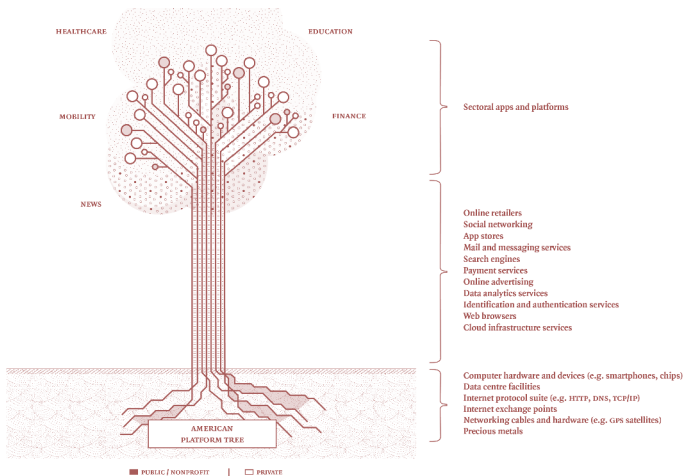 HEALTHCARE
EDUCATION
MOBILITY
FINANCE
NEWS
Sectoral apps and platforms
Online retailers
Social networking
App stores
Mail and messaging services
Search engines
Payment services
Online advertising
Data analytics services
Identification and authentication services
Web browsers
Cloud infrastructure services
Computer hardware and devices (e.g. smartphones, chips)
Data centre facilities
Internet protocol suite (e.g. HTTP, DNS, TCP/IP)
Internet exchange points
Networking cables and hardware (e.g. GPS satellites)
Precious metals
AMERICAN
PLATFORM TREE
PUBLIC / NONPROFIT | PRIVATE